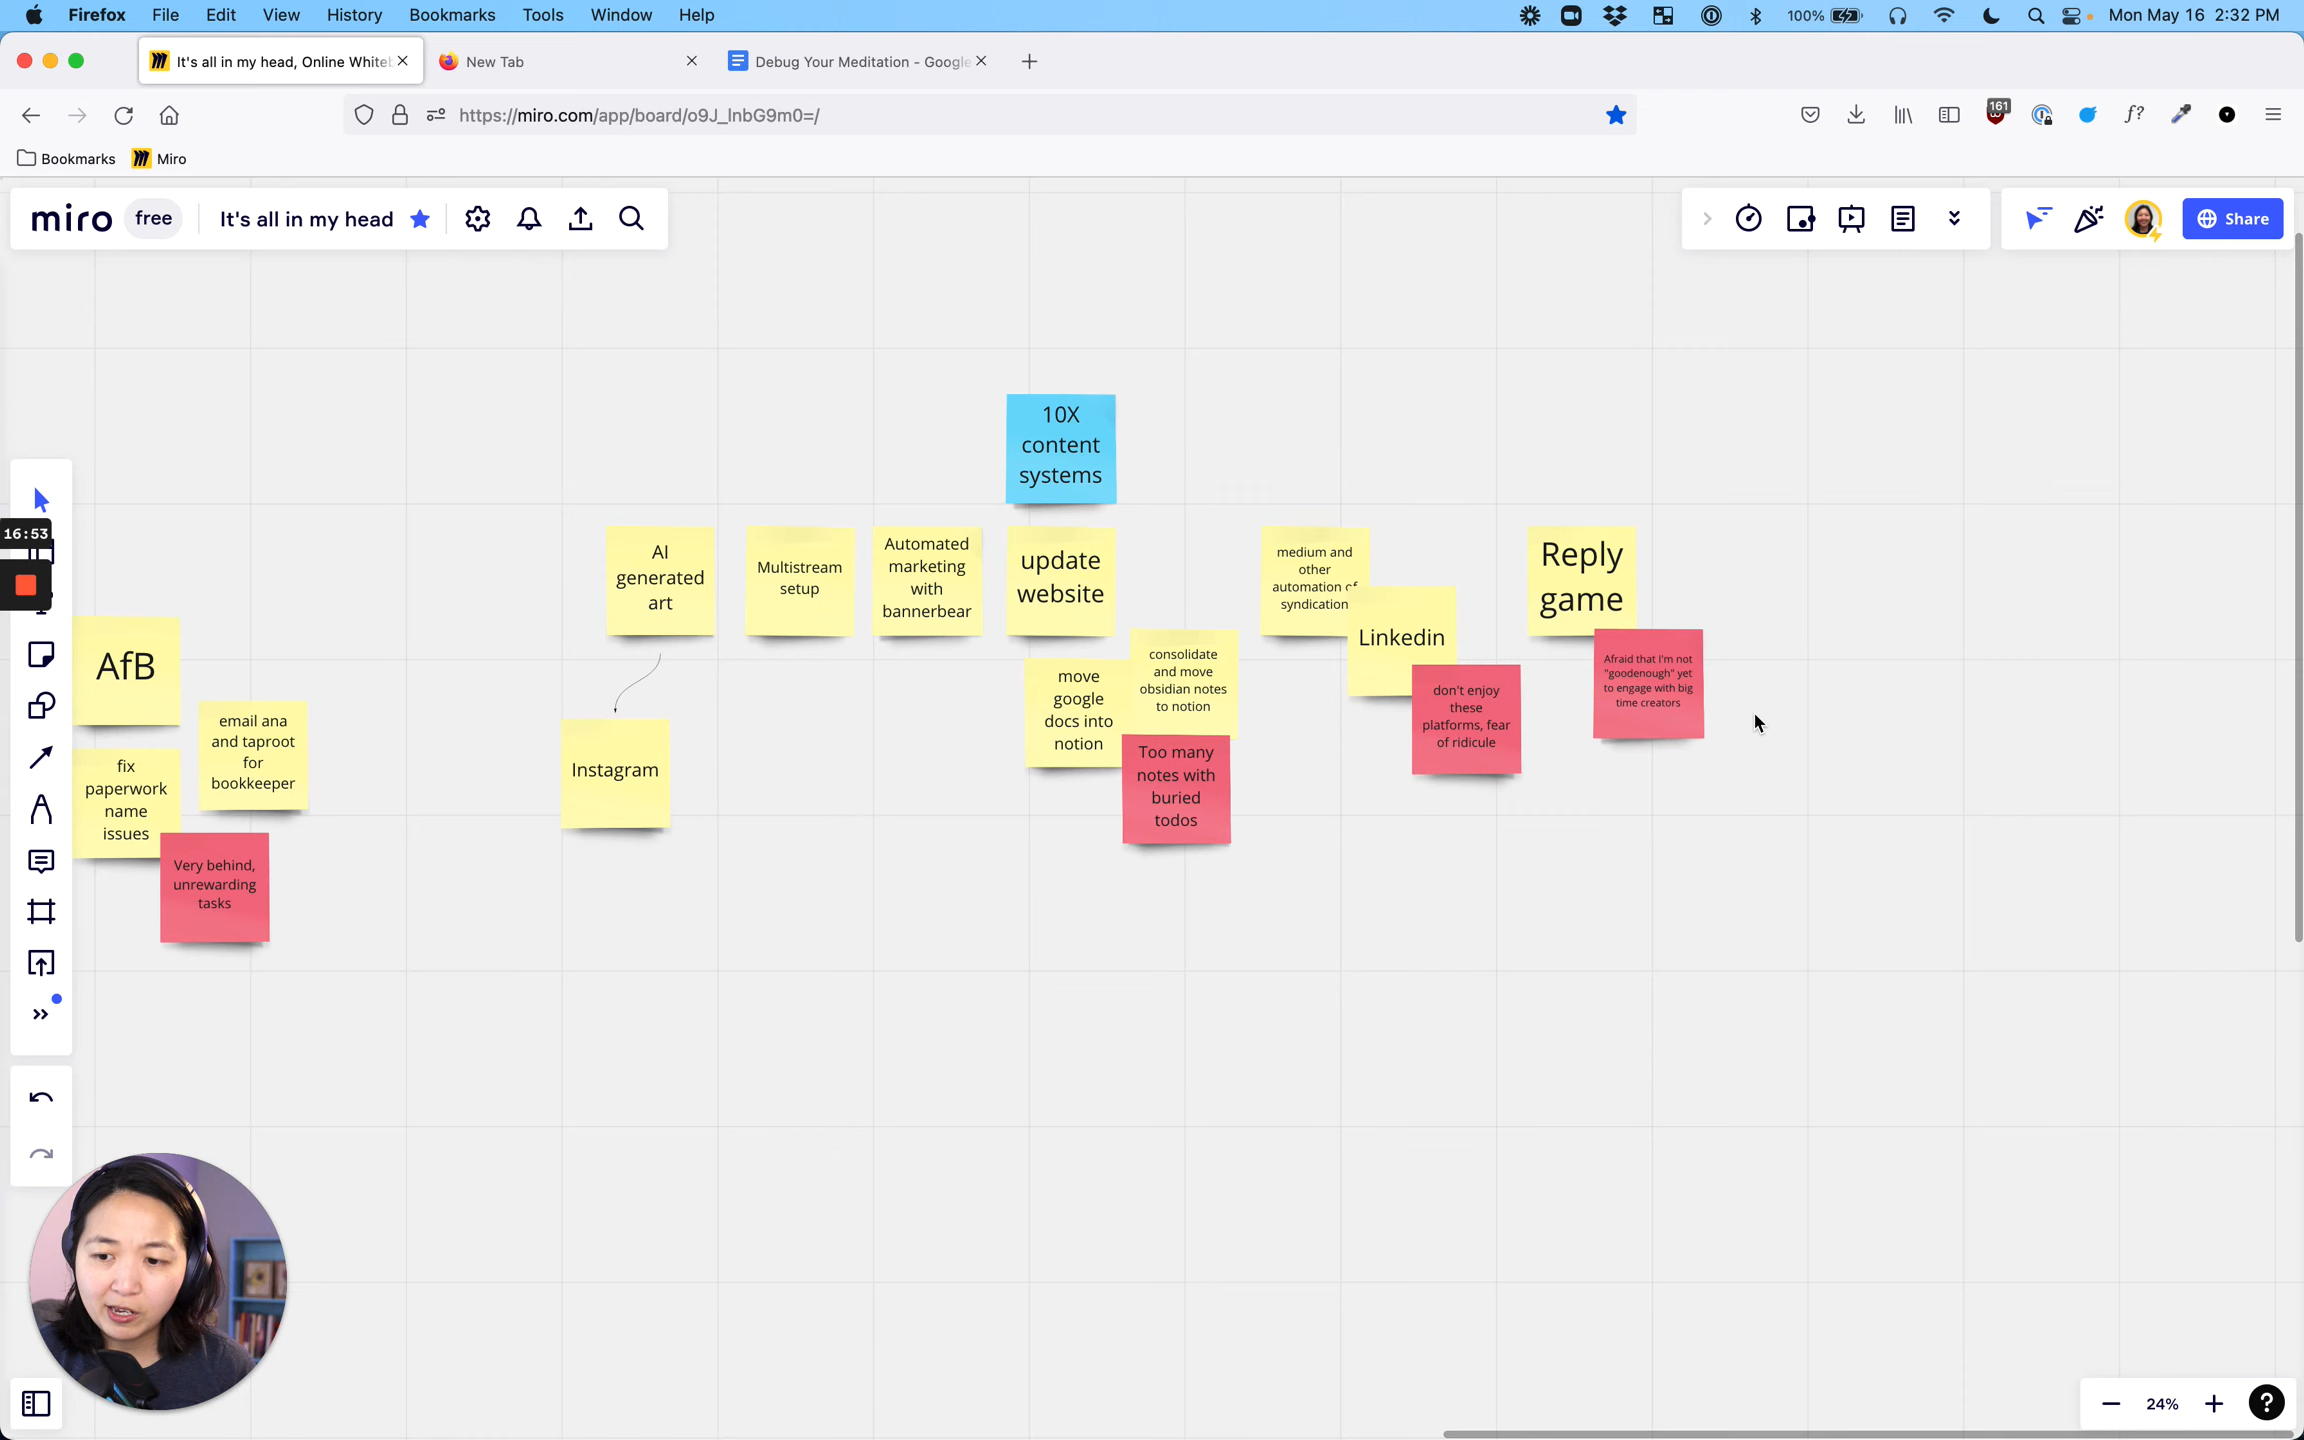 Firefox File Edit View History Bookmarks Tools Window Help
100%
Mon May 16 2:32 PM
It's all in my head, Online Whiteb
New Tab
Debug Your Meditation - Google
https://miro.com/app/board/o9J_lnbG9m0=/
161
f?
Bookmarks
Miro
miro
free
It's all in my head
Share
16:53
10X
content
systems
AI
generated
art
Multistream
setup
Automated
marketing
with
bannerbear
update
website
medium and
other
automation of
syndication
Linkedin
don't enjoy
these
platforms, fear
of ridicule
Reply
game
Afraid that I'm not
"goodenough" yet
to engage with big
time creators
move
google
docs into
notion
consolidate
and move
obsidian notes
to notion
Too many
notes with
buried
todos
Instagram
AfB
email ana
and taproot
for
bookkeeper
fix
paperwork
name
issues
Very behind,
unrewarding
tasks
24%
?